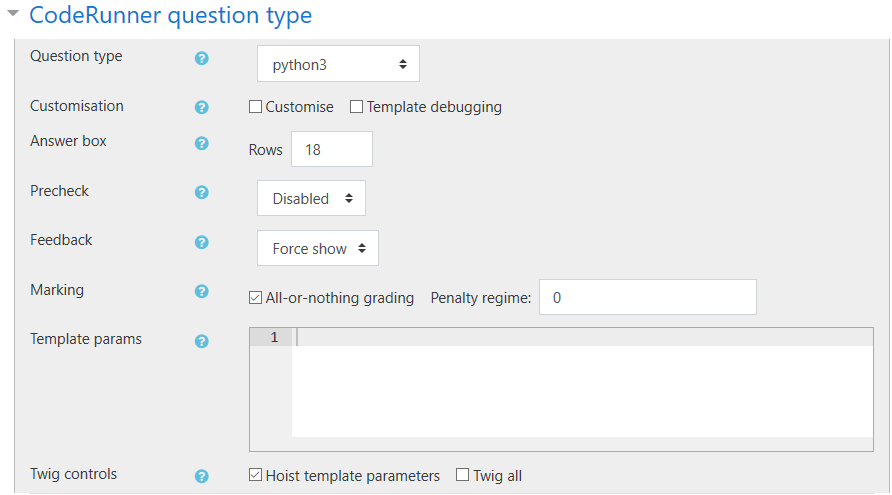 CodeRunner question type
Question type ? python3
Customisation ? Customise Template debugging
Answer box ? Rows 18
Precheck ? Disabled
Feedback ? Force show
Marking ? All-or-nothing grading Penalty regime: 0
Template params ? 1
Twig controls ? Hoist template parameters Twig all